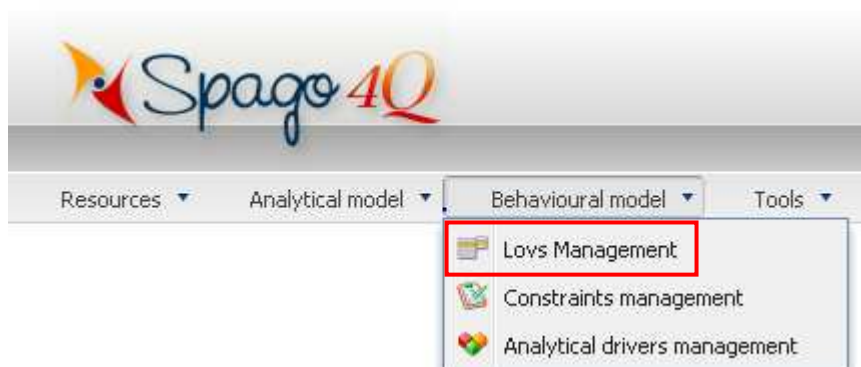 Spago4Q
Resources Analytical model Behavioural model Tools
Lovs Management
Constraints management
Analytical drivers management